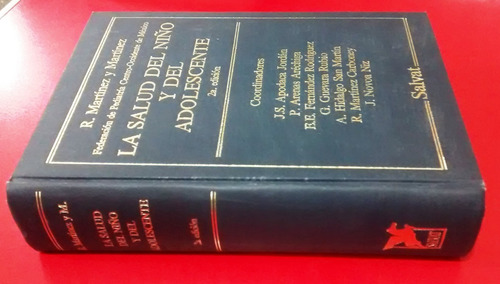 R. Martínez y Martínez
Federación de Pediatría Centro-Occidente de México
LA SALUD DEL NIÑO
Y DEL
ADOLESCENTE
2a. edición
Coordinadores
J.S. Apodaca Jordán
P. Arenas Aréchiga
E.F. Fernández Rodríguez
G. Guevara Rubio
A. Hidalgo San Martín
R. Martínez Cuboney
J. Novoa Niz
Salvat
Martínez y M.
LA SALUD
DEL NIÑO
Y DEL
ADOLESCENTE
2a. edición